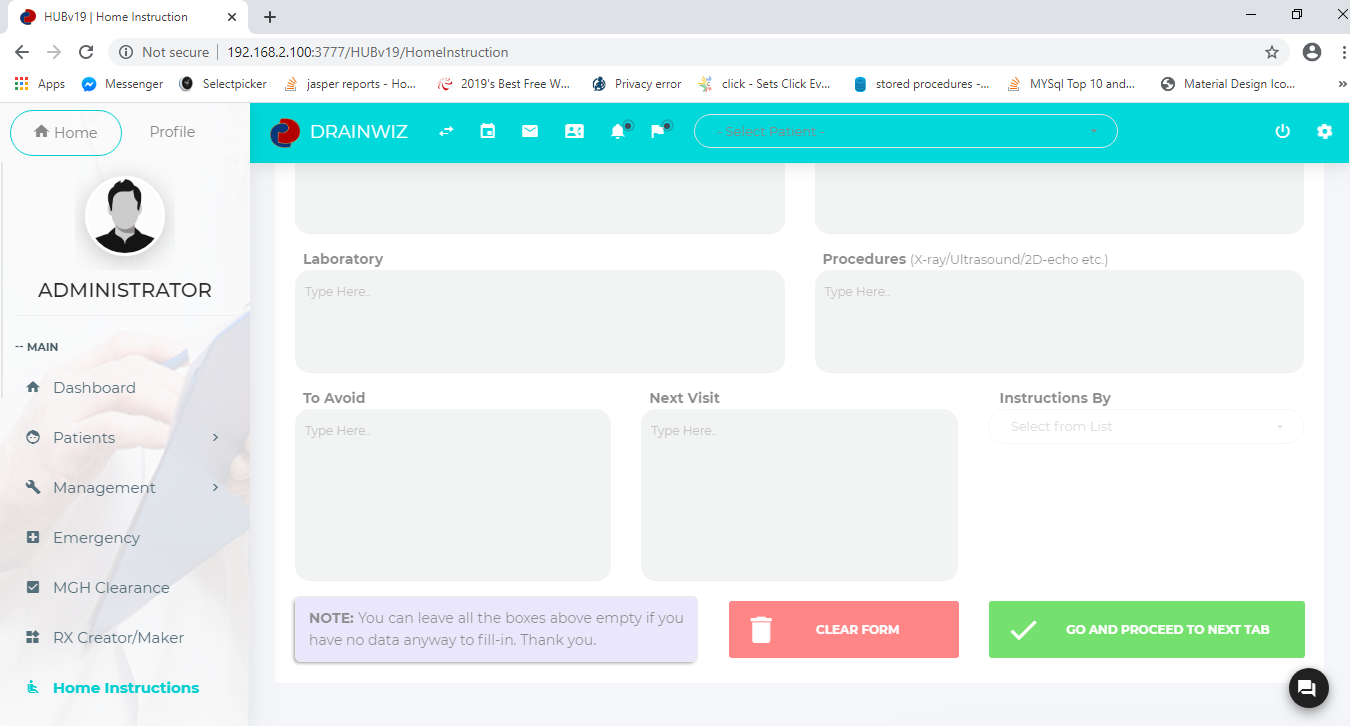 HUBv19 | Home Instruction
Not secure | 192.168.2.100:3777/HUBv19/HomeInstruction
Apps Messenger Selectpicker jasper reports - Ho... 2019's Best Free W... Privacy error click - Sets Click Ev... stored procedures -... MYSql Top 10 and... Material Design Ico... »
Home Profile
DRAINWIZ
- Select Patient -
ADMINISTRATOR
-- MAIN
Dashboard
Patients
Management
Emergency
MGH Clearance
RX Creator/Maker
Home Instructions
Laboratory
Type Here..
Procedures (X-ray/Ultrasound/2D-echo etc.)
Type Here..
To Avoid
Type Here..
Next Visit
Type Here..
Instructions By
Select from List
NOTE: You can leave all the boxes above empty if you
have no data anyway to fill-in. Thank you.
CLEAR FORM
GO AND PROCEED TO NEXT TAB